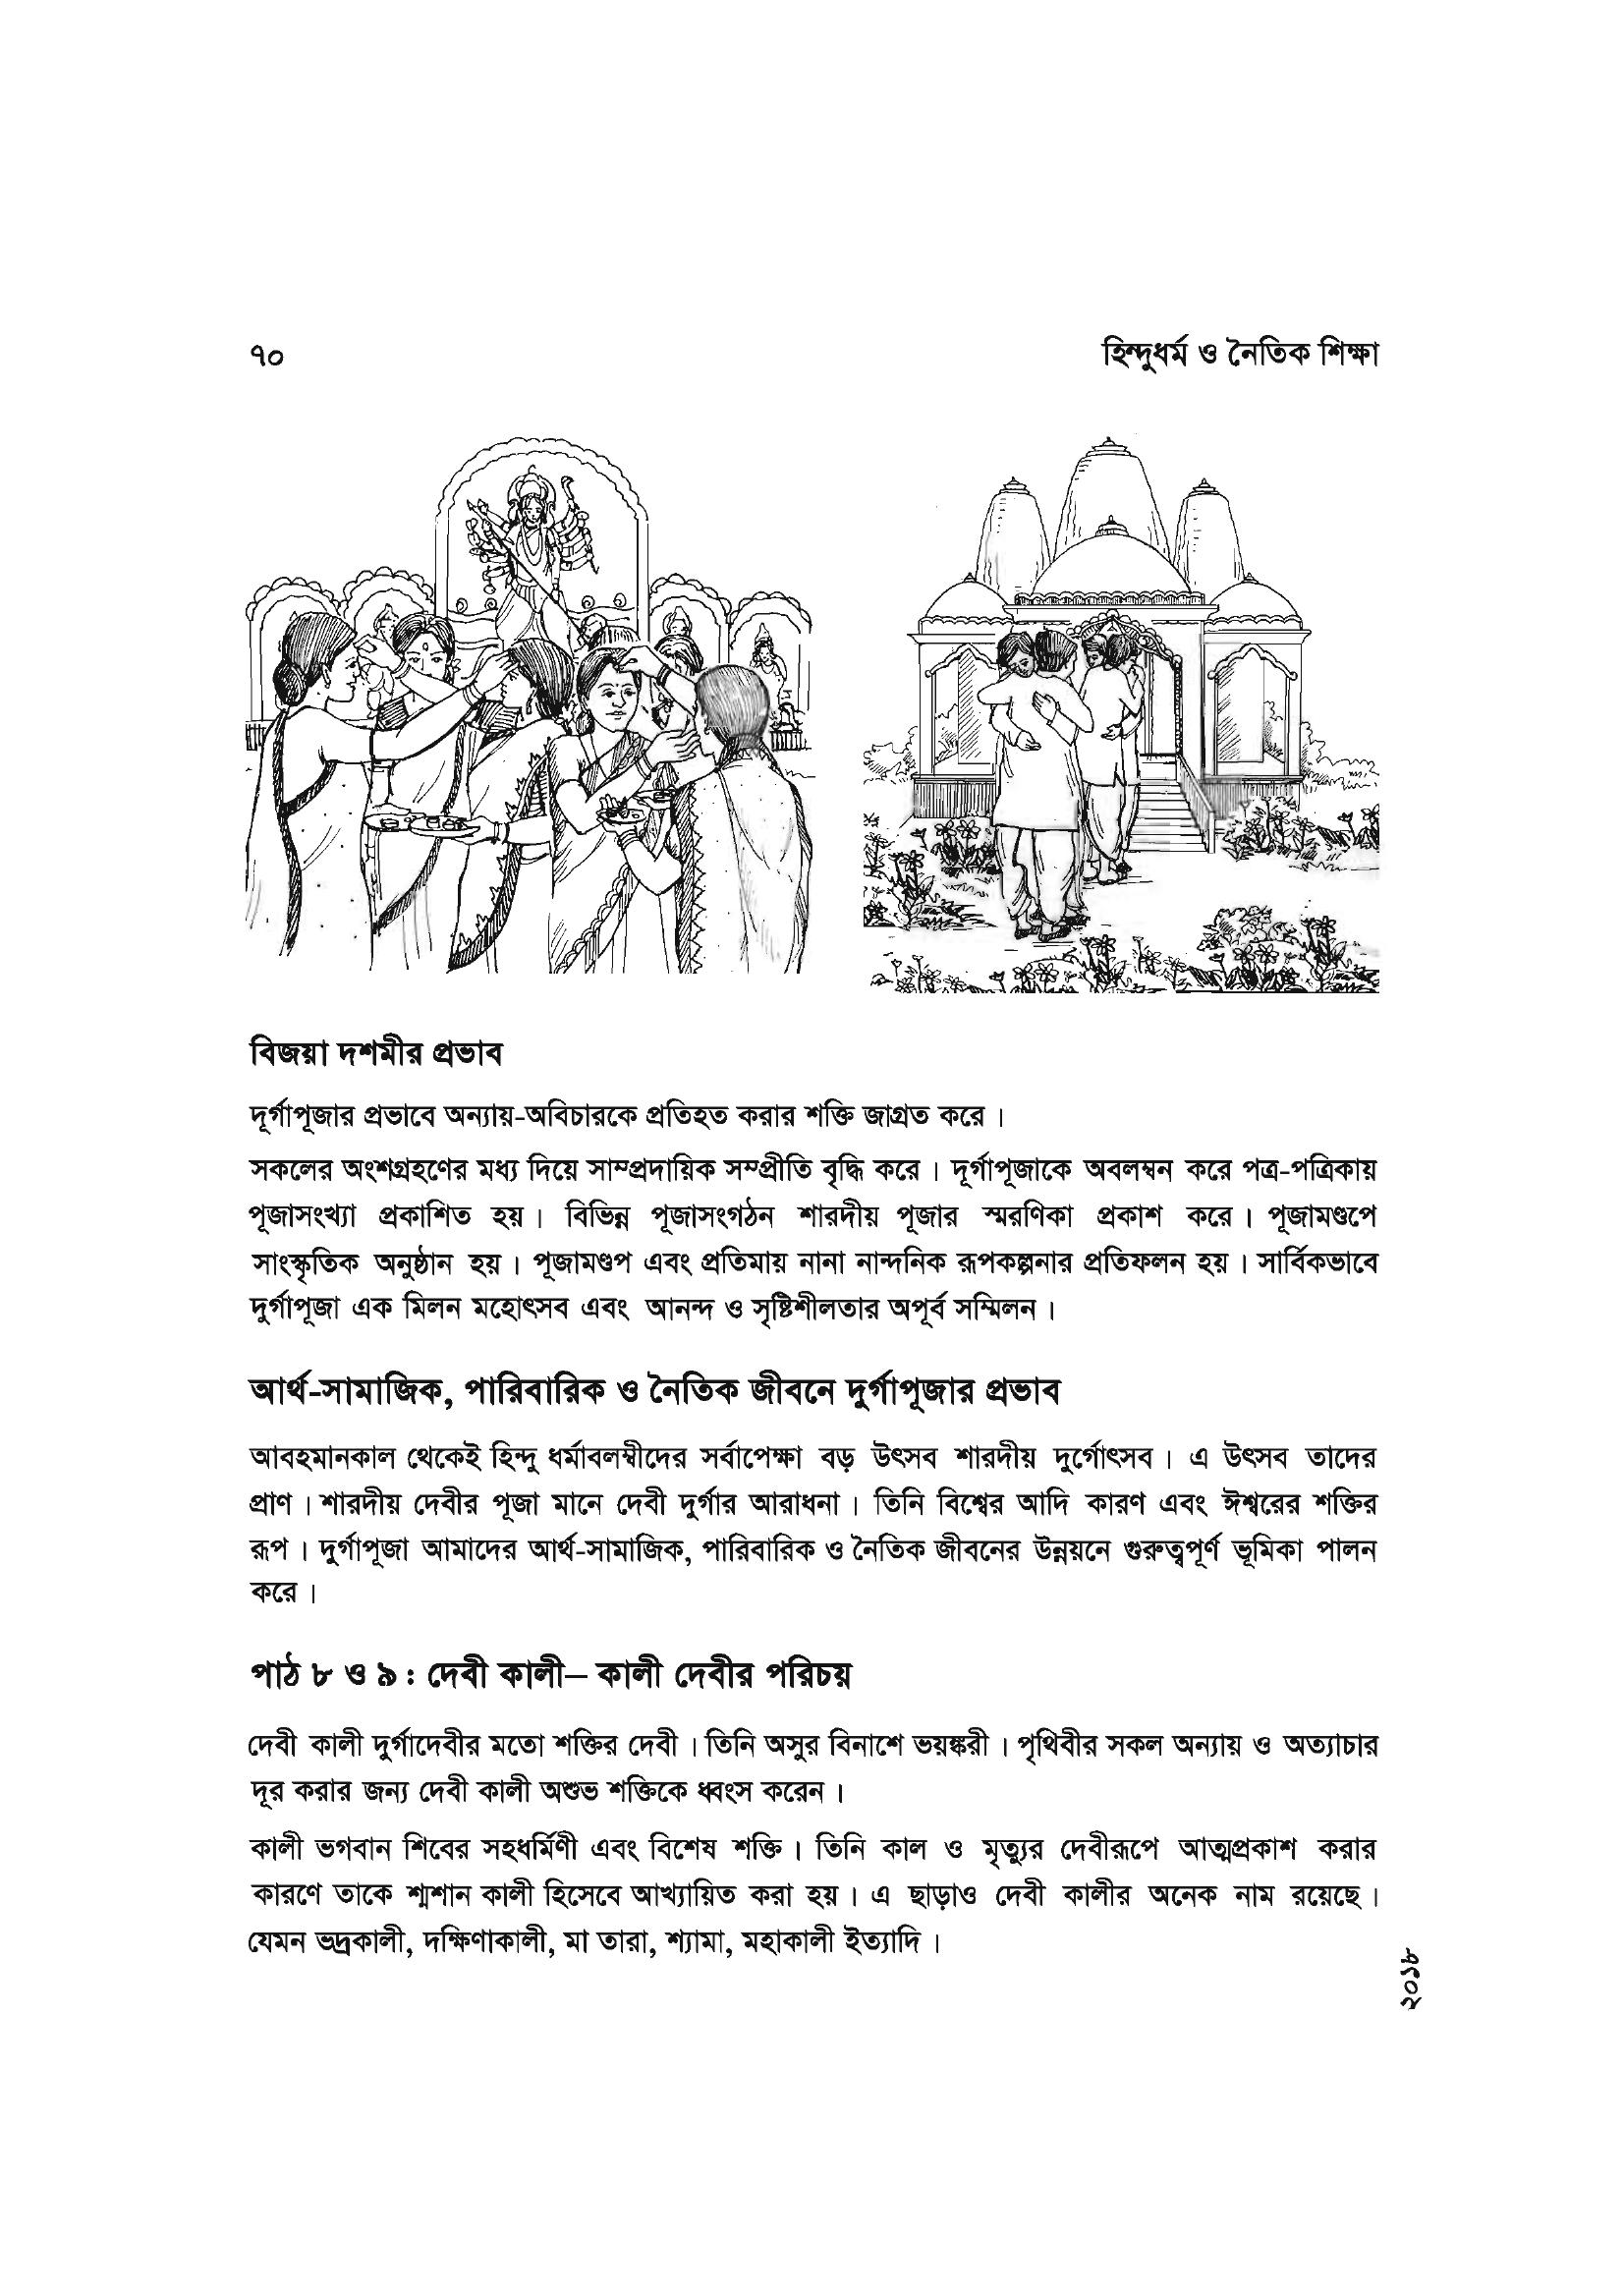 ৭০
হিন্দুধর্ম ও নৈতিক শিক্ষা
বিজয়া দশমীর প্রভাব
দূর্গাপূজার প্রভাবে অন্যায়-অবিচারকে প্রতিহত করার শক্তি জাগ্রত করে।
সকলের অংশগ্রহণের মধ্য দিয়ে সাম্প্রদায়িক সম্প্রীতি বৃদ্ধি করে। দূর্গাপূজাকে অবলম্বন করে পত্র-পত্রিকায়
পূজাসংখ্যা প্রকাশিত হয়। বিভিন্ন পূজাসংগঠন শারদীয় পূজার স্মরণিকা প্রকাশ করে। পূজামণ্ডপে
সাংস্কৃতিক অনুষ্ঠান হয়। পূজামণ্ডপ এবং প্রতিমায় নানা নান্দনিক রূপকল্পনার প্রতিফলন হয়। সার্বিকভাবে
দুর্গাপূজা এক মিলন মহোৎসব এবং আনন্দ ও সৃষ্টিশীলতার অপূর্ব সম্মিলন।
আর্থ-সামাজিক, পারিবারিক ও নৈতিক জীবনে দুর্গাপূজার প্রভাব
আবহমানকাল থেকেই হিন্দু ধর্মাবলম্বীদের সর্বাপেক্ষা বড় উৎসব শারদীয় দুর্গোৎসব। এ উৎসব তাদের
প্রাণ। শারদীয় দেবীর পূজা মানে দেবী দুর্গার আরাধনা। তিনি বিশ্বের আদি কারণ এবং ঈশ্বরের শক্তির
রূপ। দুর্গাপূজা আমাদের আর্থ-সামাজিক, পারিবারিক ও নৈতিক জীবনের উন্নয়নে গুরুত্বপূর্ণ ভূমিকা পালন
করে।
পাঠ ৮ ও ৯ : দেবী কালী– কালী দেবীর পরিচয়
দেবী কালী দুর্গাদেবীর মতো শক্তির দেবী। তিনি অসুর বিনাশে ভয়ঙ্করী। পৃথিবীর সকল অন্যায় ও অত্যাচার
দূর করার জন্য দেবী কালী অশুভ শক্তিকে ধ্বংস করেন।
কালী ভগবান শিবের সহধর্মিণী এবং বিশেষ শক্তি। তিনি কাল ও মৃত্যুর দেবীরূপে আত্মপ্রকাশ করার
কারণে তাকে শ্মশান কালী হিসেবে আখ্যায়িত করা হয়। এ ছাড়াও দেবী কালীর অনেক নাম রয়েছে।
যেমন ভদ্রকালী, দক্ষিণাকালী, মা তারা, শ্যামা, মহাকালী ইত্যাদি।
২০১৮